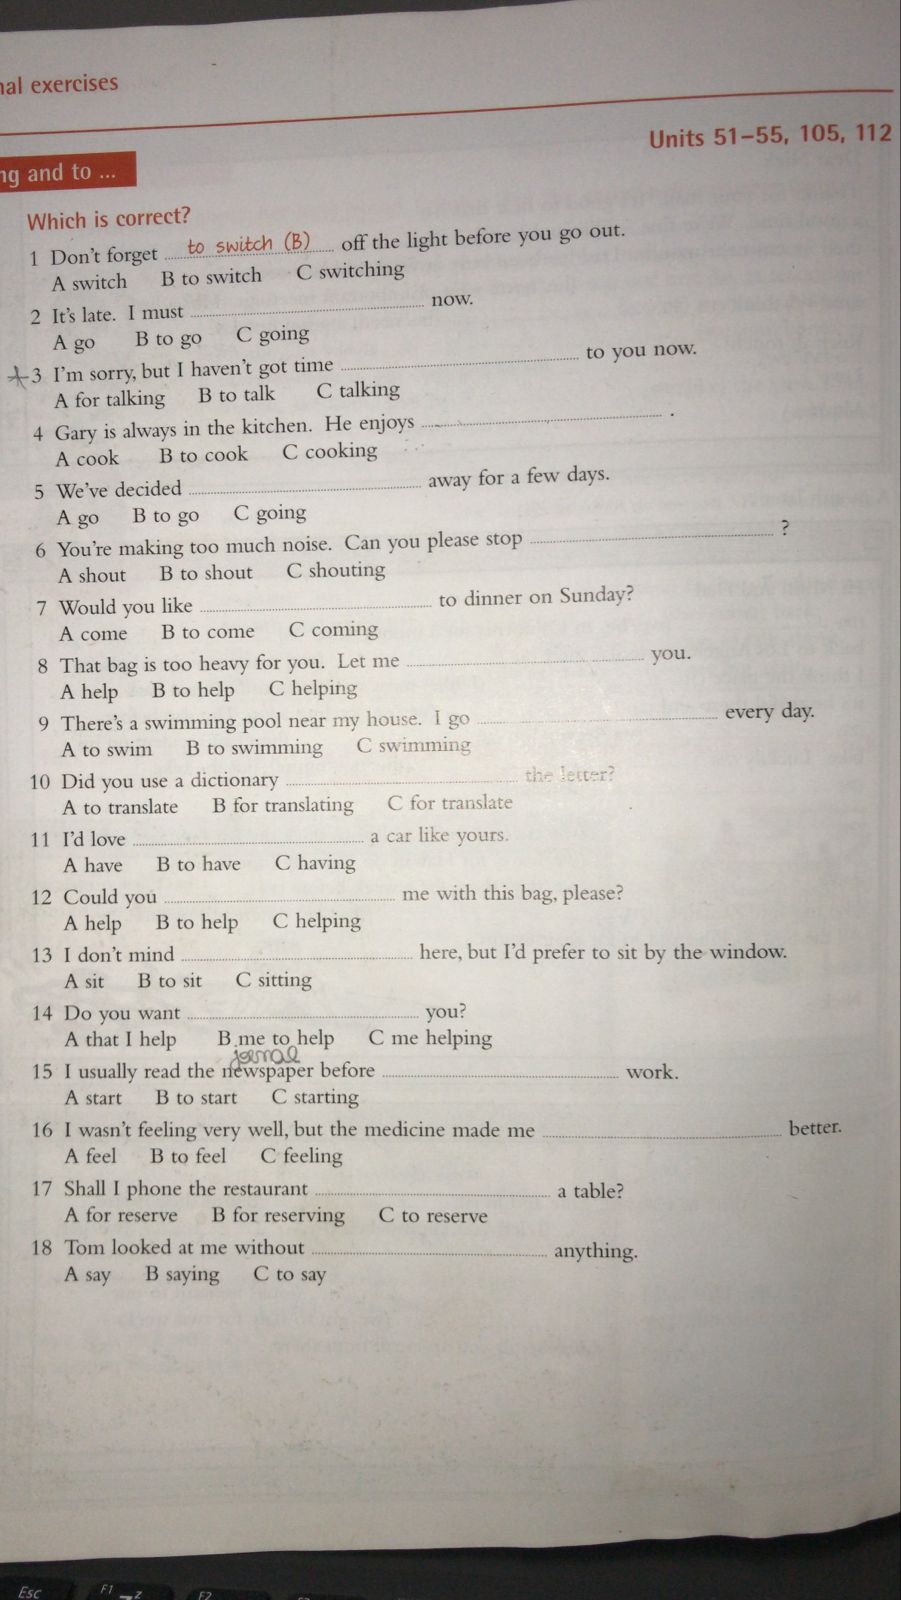 exercises
Units 51–55, 105, 112
and to ...
Which is correct?
1 Don't forget to switch (B) off the light before you go out.
A switch B to switch C switching
2 It's late. I must ........ now.
A go B to go C going
3 I'm sorry, but I haven't got time ........ to you now.
A for talking B to talk C talking
4 Gary is always in the kitchen. He enjoys ........ .
A cook B to cook C cooking
5 We've decided ........ away for a few days.
A go B to go C going
6 You're making too much noise. Can you please stop ........ ?
A shout B to shout C shouting
7 Would you like ........ to dinner on Sunday?
A come B to come C coming
8 That bag is too heavy for you. Let me ........ you.
A help B to help C helping
9 There's a swimming pool near my house. I go ........ every day.
A to swim B to swimming C swimming
10 Did you use a dictionary ........ the letter?
A to translate B for translating C for translate
11 I'd love ........ a car like yours.
A have B to have C having
12 Could you ........ me with this bag, please?
A help B to help C helping
13 I don't mind ........ here, but I'd prefer to sit by the window.
A sit B to sit C sitting
14 Do you want ........ you?
A that I help B me to help C me helping
15 I usually read the newspaper before ........ work.
A start B to start C starting
16 I wasn't feeling very well, but the medicine made me ........ better.
A feel B to feel C feeling
17 Shall I phone the restaurant ........ a table?
A for reserve B for reserving C to reserve
18 Tom looked at me without ........ anything.
A say B saying C to say
Esc F1 F2